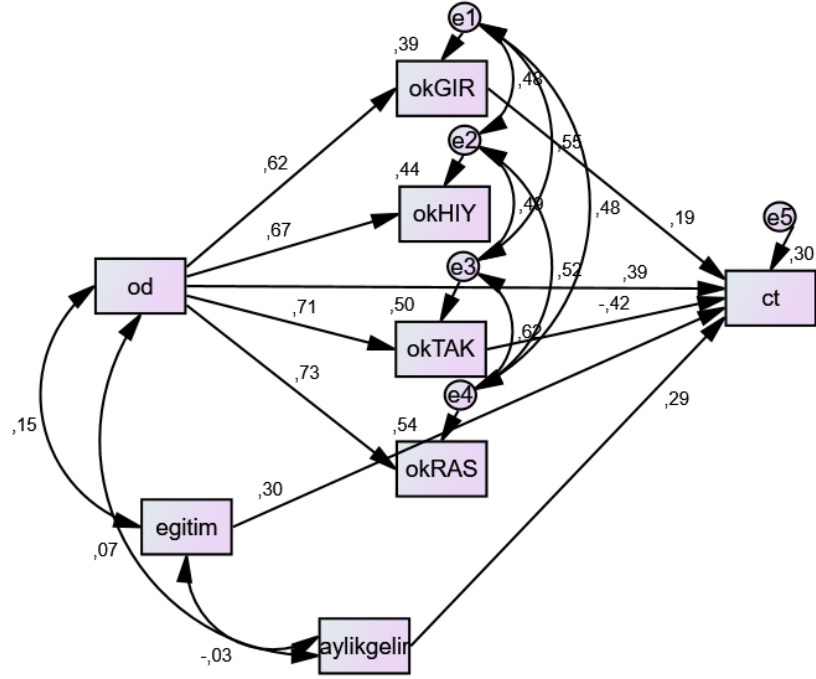 e1
,39
okGIR
,48
e2
,62
,55
,44
okHIY
,49
,48
,19
e5
,67
,30
e3
,52
,39
od
ct
,50
-,42
,71
okTAK
,62
,73
e4
,29
,15
,54
okRAS
,30
egitim
,07
aylikgelir
-,03